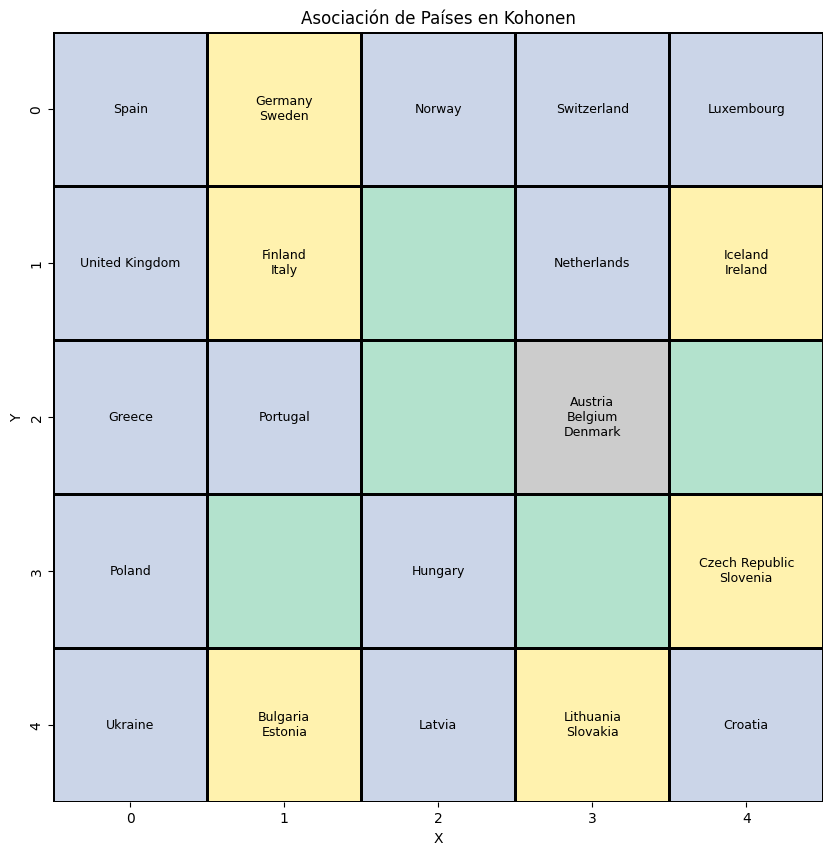 Asociación de Países en Kohonen
Spain
Germany
Sweden
Norway
Switzerland
Luxembourg
0
United Kingdom
Finland
Italy
Netherlands
Iceland
Ireland
1
Greece
Portugal
Austria
Belgium
Denmark
2
Y
Poland
Hungary
Czech Republic
Slovenia
3
Ukraine
Bulgaria
Estonia
Latvia
Lithuania
Slovakia
Croatia
4
0 1 2 3 4
X